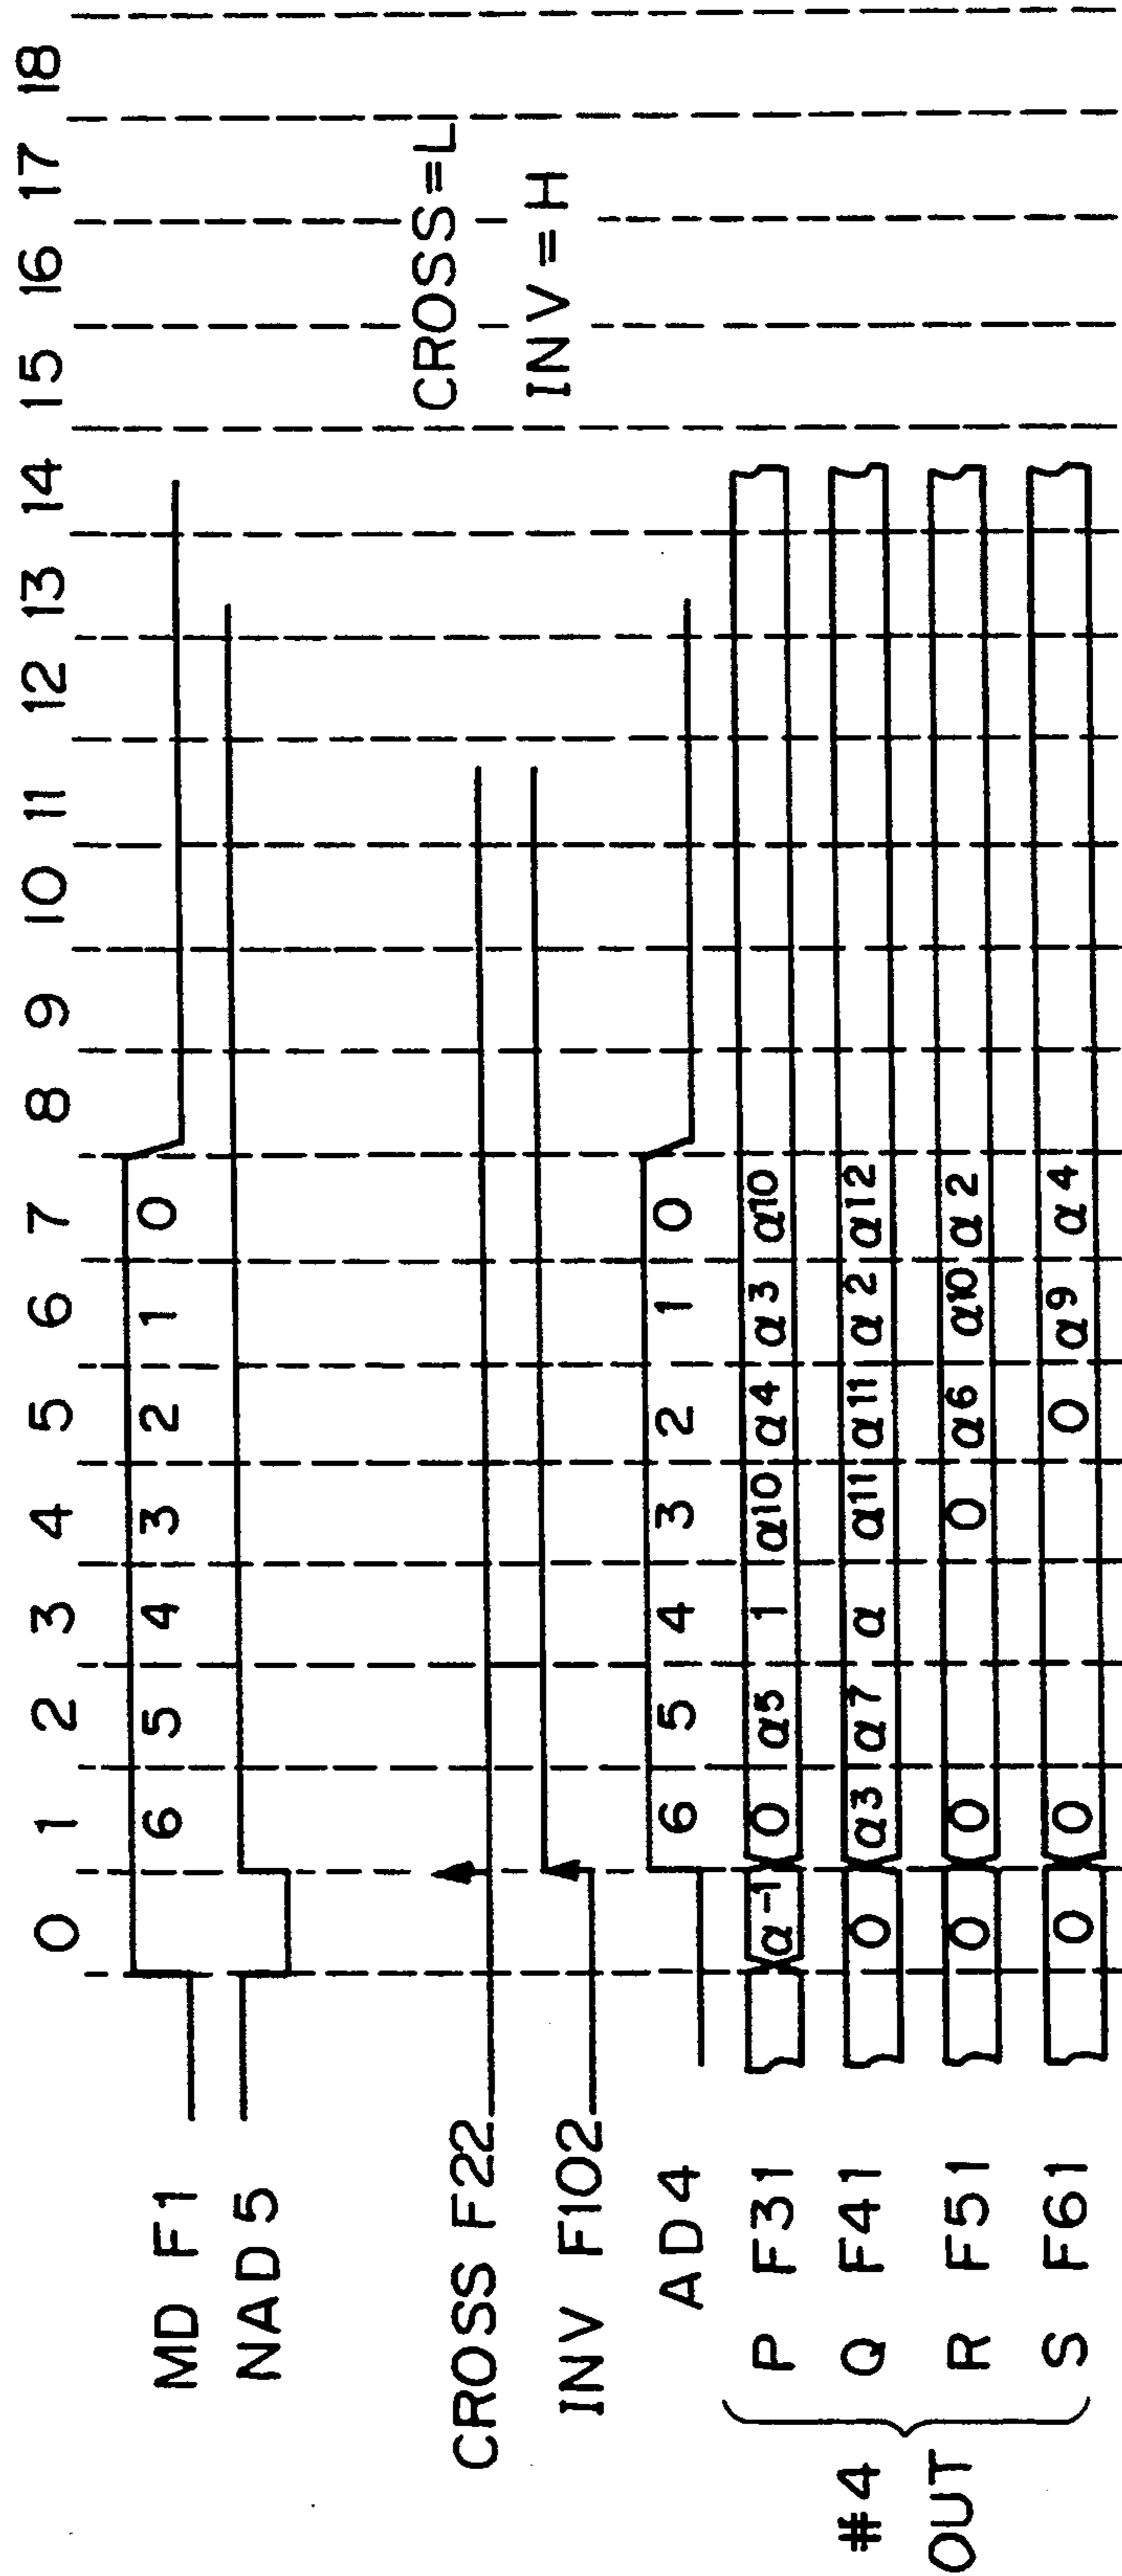 0 1 2 3 4 5 6 7 8 9 10 11 12 13 14 15 16 17 18
MD F1 6 5 4 3 2 1 0
NAD 5
CROSS F22 CROSS=L
INV F102 INV=H
AD4 6 5 4 3 2 1 0
#4 OUT
P F31 α-1 0 α5 1 α10 α4 α3 α10
Q F41 0 α3 α7 α α11 α11 α2 α12
R F51 0 0 0 α6 α10 α2
S F61 0 0 0 α9 α4